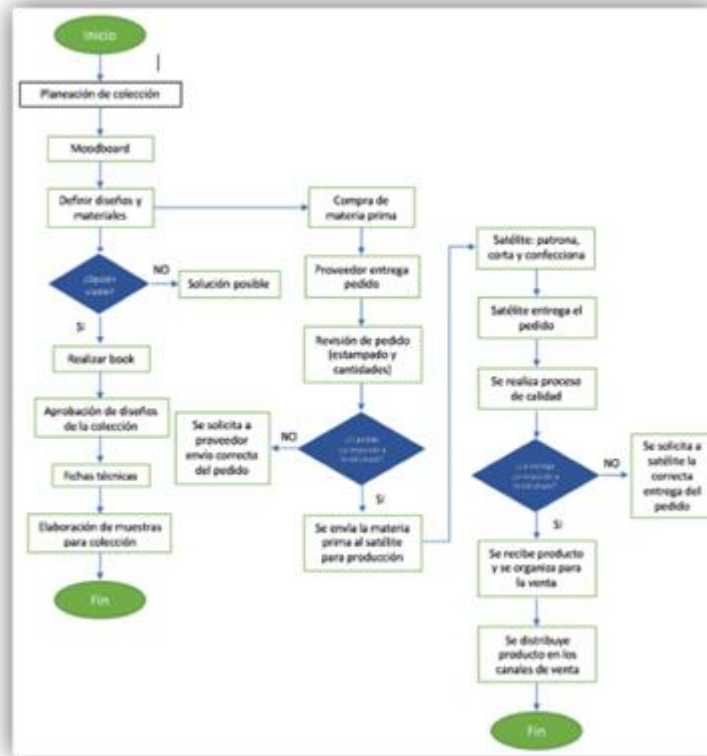 Inicio
Planeación de colección
Moodboard
Definir diseños y
materiales
NO
Solución posible
SI
Realizar book
Aprobación de diseños
de la colección
Fichas técnicas
Elaboración de muestras
para colección
Fin
Compra de
materia prima
Proveedor entrega
pedido
Revisión de pedido
(estampado y
cantidades)
NO
Se solicita a
proveedor
envío correcto
del pedido
SI
Se envía la materia
prima al satélite
para producción
Satélite: patrona,
corta y confecciona
Satélite entrega el
pedido
Se realiza proceso
de calidad
NO
Se solicita a
satélite la
correcta
entrega del
pedido
SI
Se recibe producto
y se organiza para
la venta
Se distribuye
producto en los
canales de venta
Fin